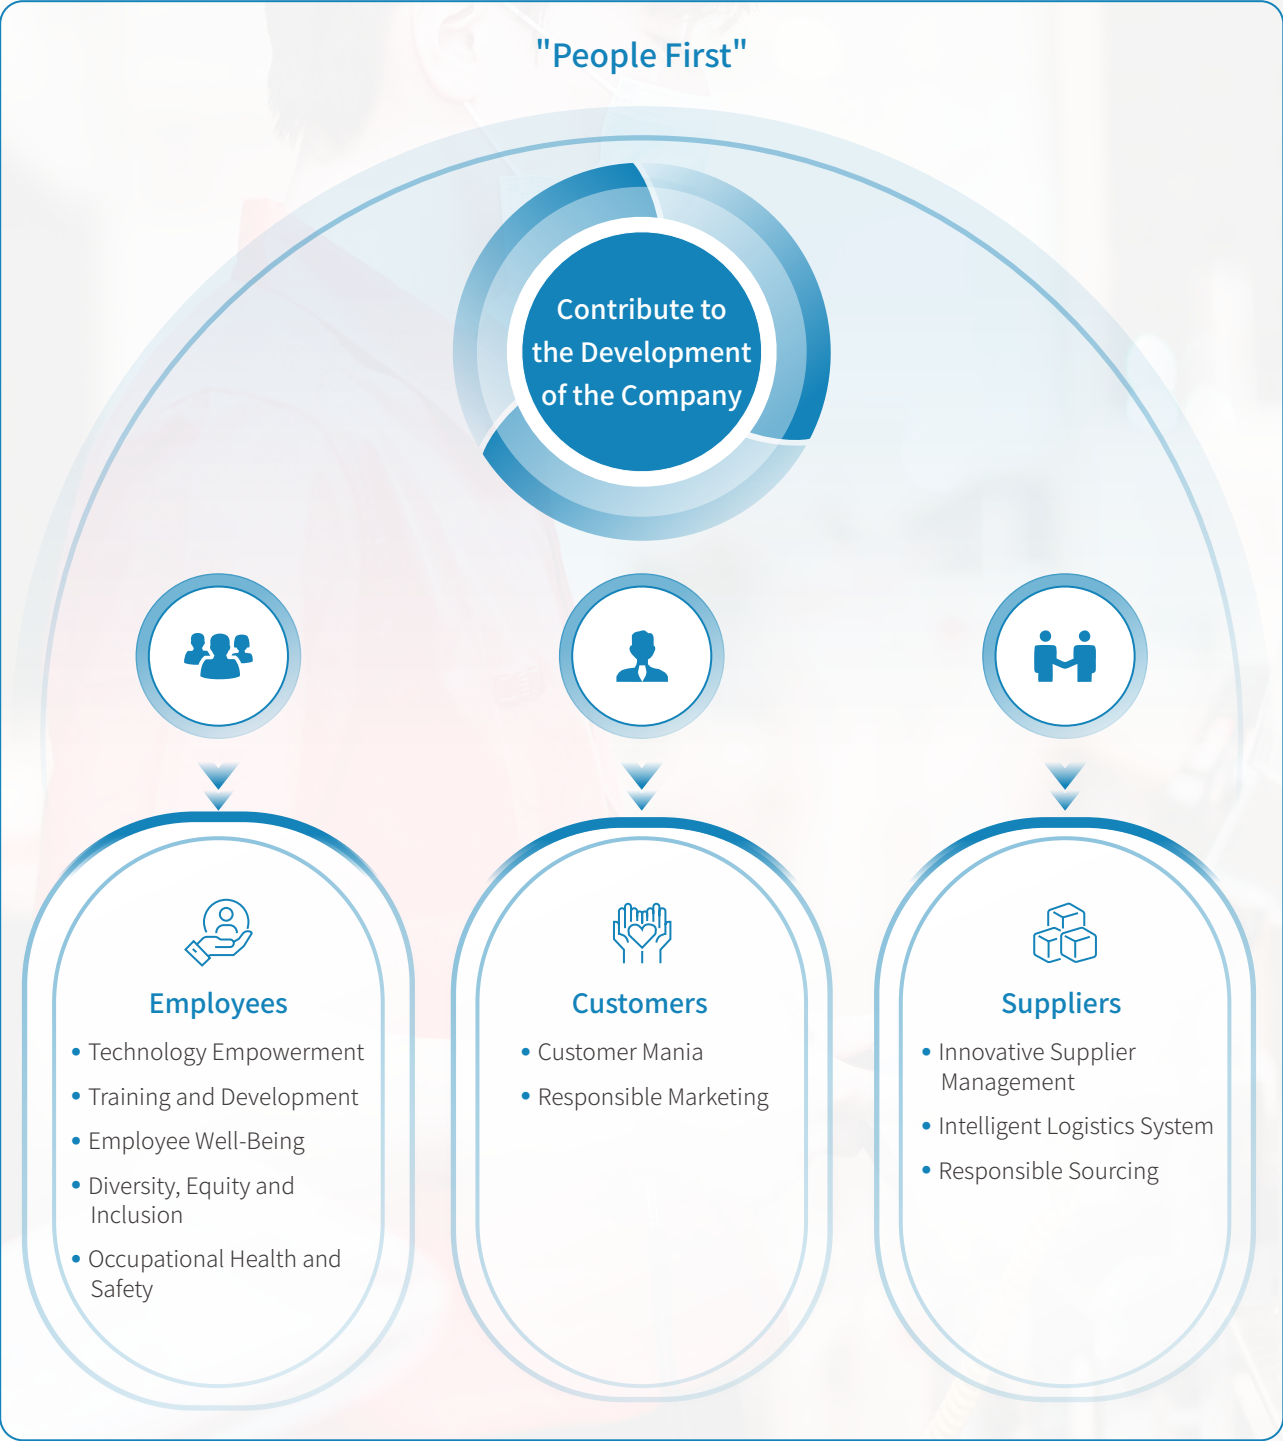 "People First"
Contribute to
the Development
of the Company
Employees
• Technology Empowerment
• Training and Development
• Employee Well-Being
• Diversity, Equity and
Inclusion
• Occupational Health and
Safety
Customers
• Customer Mania
• Responsible Marketing
Suppliers
• Innovative Supplier
Management
• Intelligent Logistics System
• Responsible Sourcing